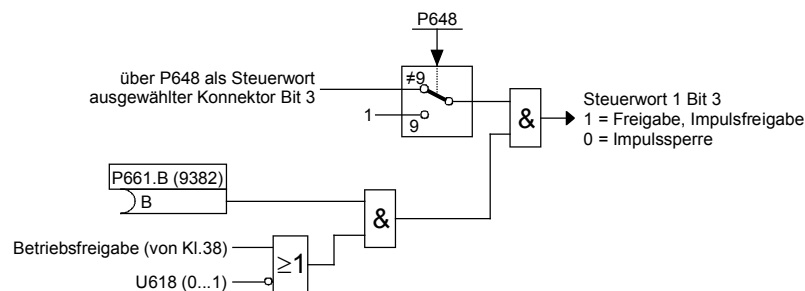 P648
über P648 als Steuerwort
ausgewählter Konnektor Bit 3
≠9
1
9
&
Steuerwort 1 Bit 3
1 = Freigabe, Impulsfreigabe
0 = Impulssperre
P661.B (9382)
B
&
Betriebsfreigabe (von Kl.38)
≥1
U618 (0...1)